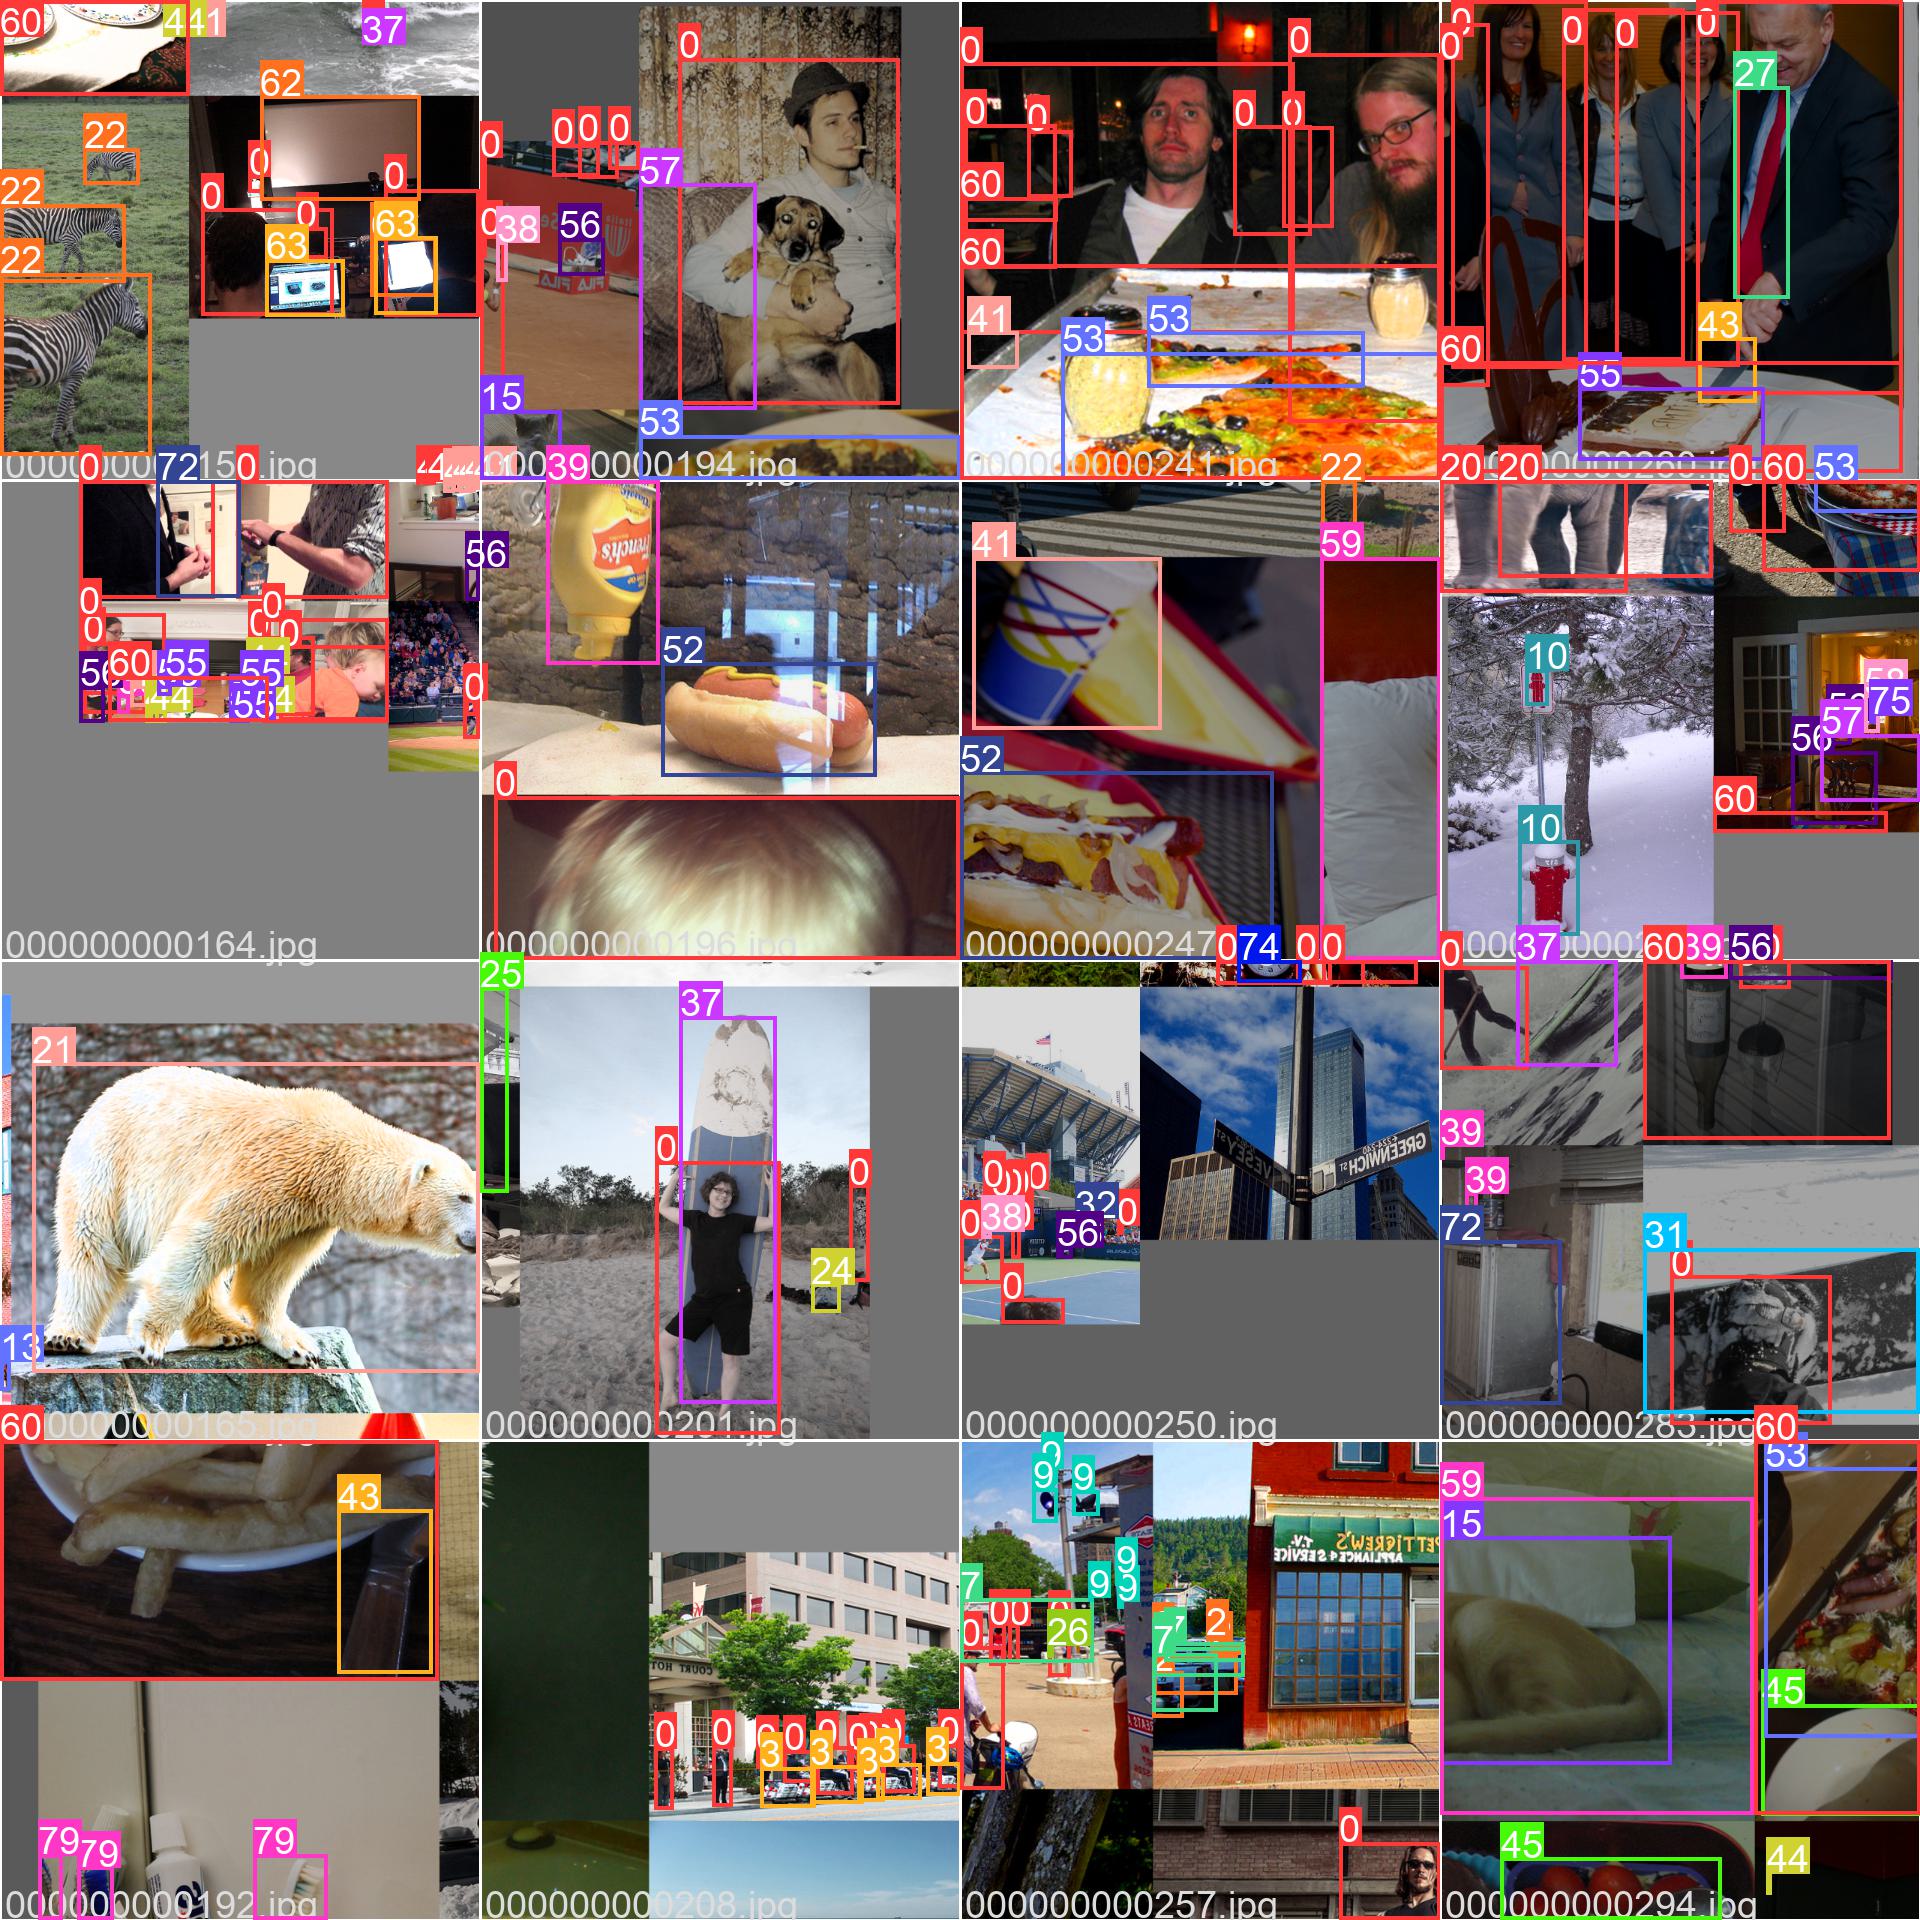 60 44 41 37
62
22
22
22
0 0 0 0
63 63
0 0 0 0 0
38 56
57
FILA
15
53
0 0
0 0 0 0
60
60
41
53 53
0 0 0 0 0
27
43
60
55
0 72 0
39
22
20 20 0 60 53
000000000194.jpg
000000000241.jpg
56
0 0
0 0 0
56 60 55 55
44 55
0
French's
52
0
41
59
52
10
10
58
75
57
56
60
000000000164.jpg
000000000196.jpg
000000000247
0 74 0 0
0 37 60 39 56
25
21
37
0
0
24
13
GREENWICH ST
VESEY ST
0 0
0 38 32 0
56
0
39
39
72
31
0
60
000000000165.jpg
000000000201.jpg
000000000250.jpg
000000000283.jpg
60
43
79 79 79
COURT HOT
0 0 0 0 0 0 0
3 3 3 3 3
9
9 9
9
9 9
7
0 0 0
0 26
PETTIGREW'S
T.V. APPLIANCE & SERVICE
7 2
2
0
59
15
53
45
45
44
000000000192.jpg
000000000208.jpg
000000000257.jpg
000000000294.jpg